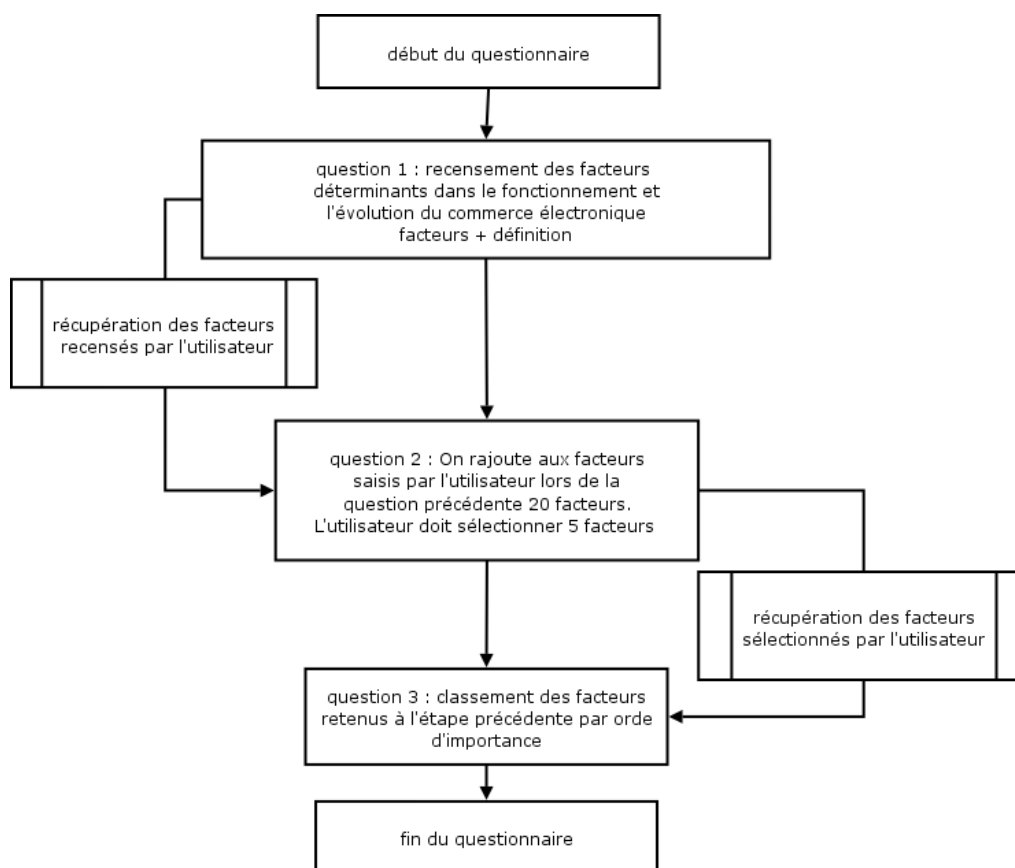 début du questionnaire
question 1 : recensement des facteurs
déterminants dans le fonctionnement et
l'évolution du commerce électronique
facteurs + définition
récupération des facteurs
recensés par l'utilisateur
question 2 : On rajoute aux facteurs
saisis par l'utilisateur lors de la
question précédente 20 facteurs.
L'utilisateur doit sélectionner 5 facteurs
récupération des facteurs
sélectionnés par l'utilisateur
question 3 : classement des facteurs
retenus à l'étape précédente par orde
d'importance
fin du questionnaire